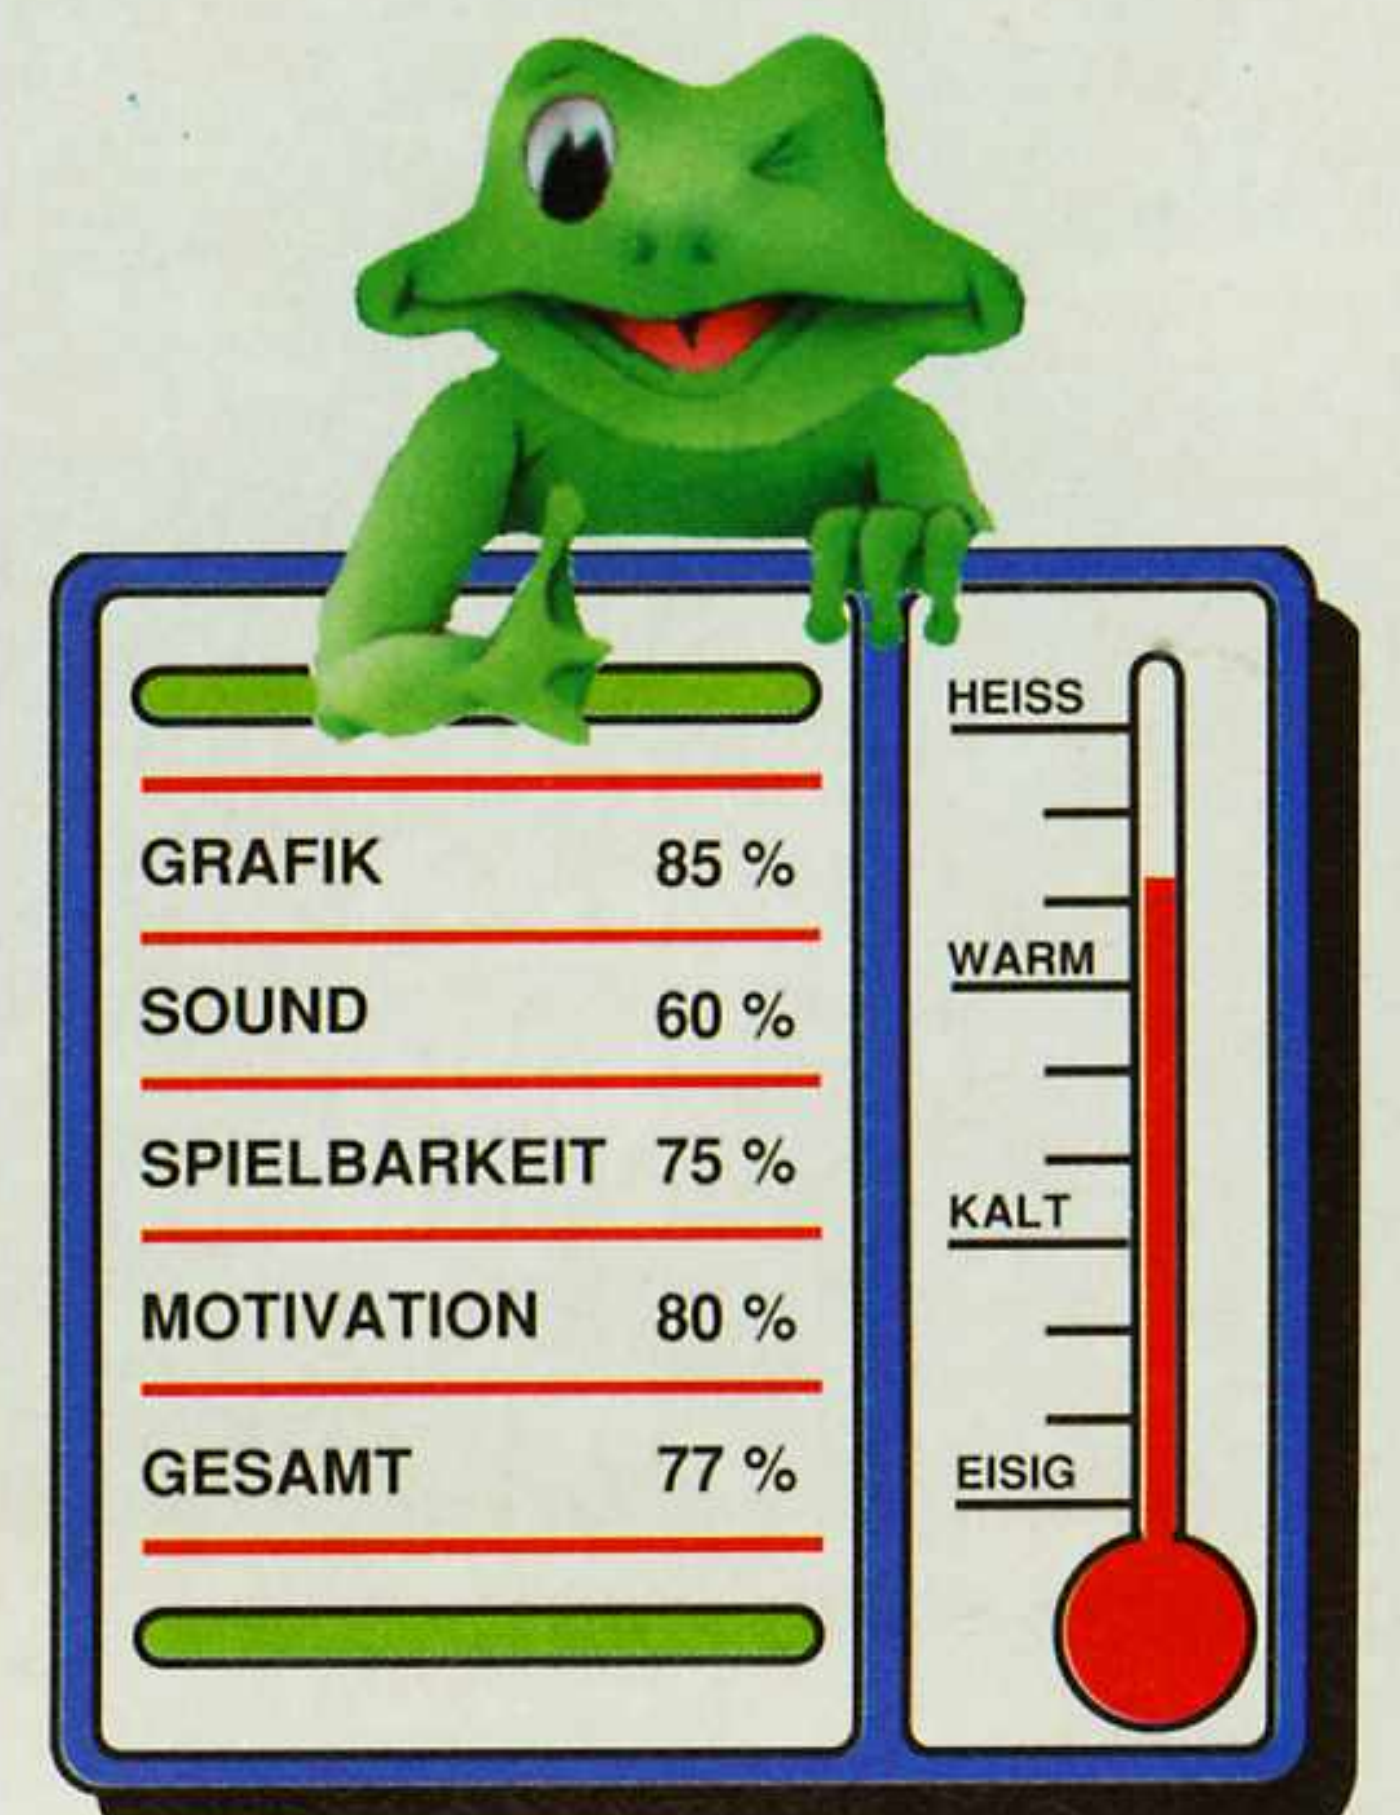 GRAFIK 85 %
SOUND 60 %
SPIELBARKEIT 75 %
MOTIVATION 80 %
GESAMT 77 %
HEISS
WARM
KALT
EISIG